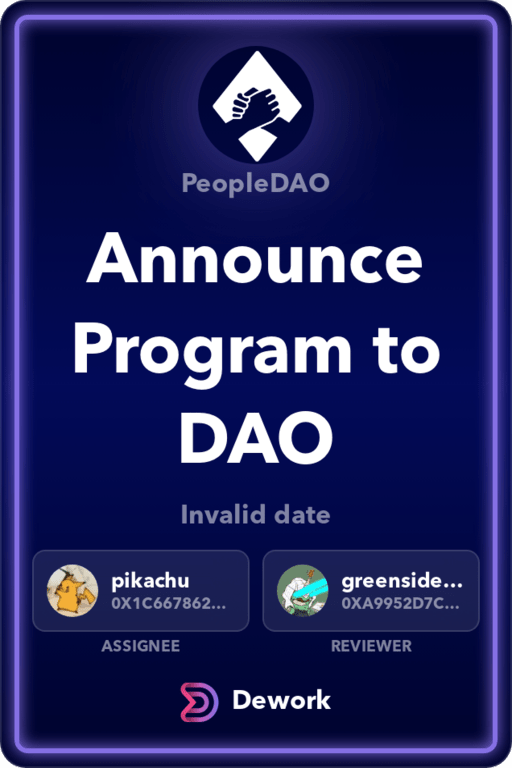 PeopleDAO
Announce
Program to
DAO
Invalid date
pikachu
0X1C667862...
ASSIGNEE
greenside...
0XA9952D7C...
REVIEWER
Dework